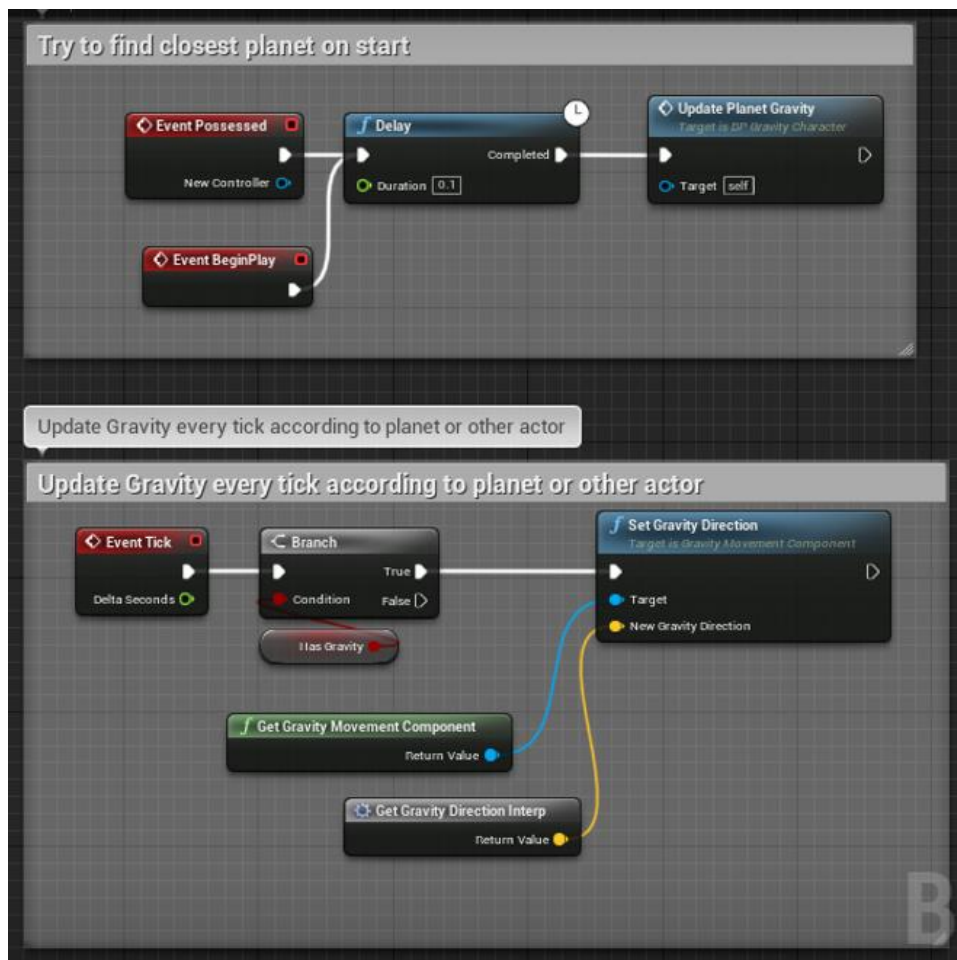 Try to find closest planet on start
Event Possessed
New Controller
Event BeginPlay
Delay
Completed
Duration 0.1
Update Planet Gravity
Target is BP Gravity Character
Target self
Update Gravity every tick according to planet or other actor
Update Gravity every tick according to planet or other actor
Event Tick
Delta Seconds
Branch
True
Condition False
Has Gravity
Set Gravity Direction
Target is Gravity Movement Component
Target
New Gravity Direction
Get Gravity Movement Component
Return Value
Get Gravity Direction Interp
Return Value
B